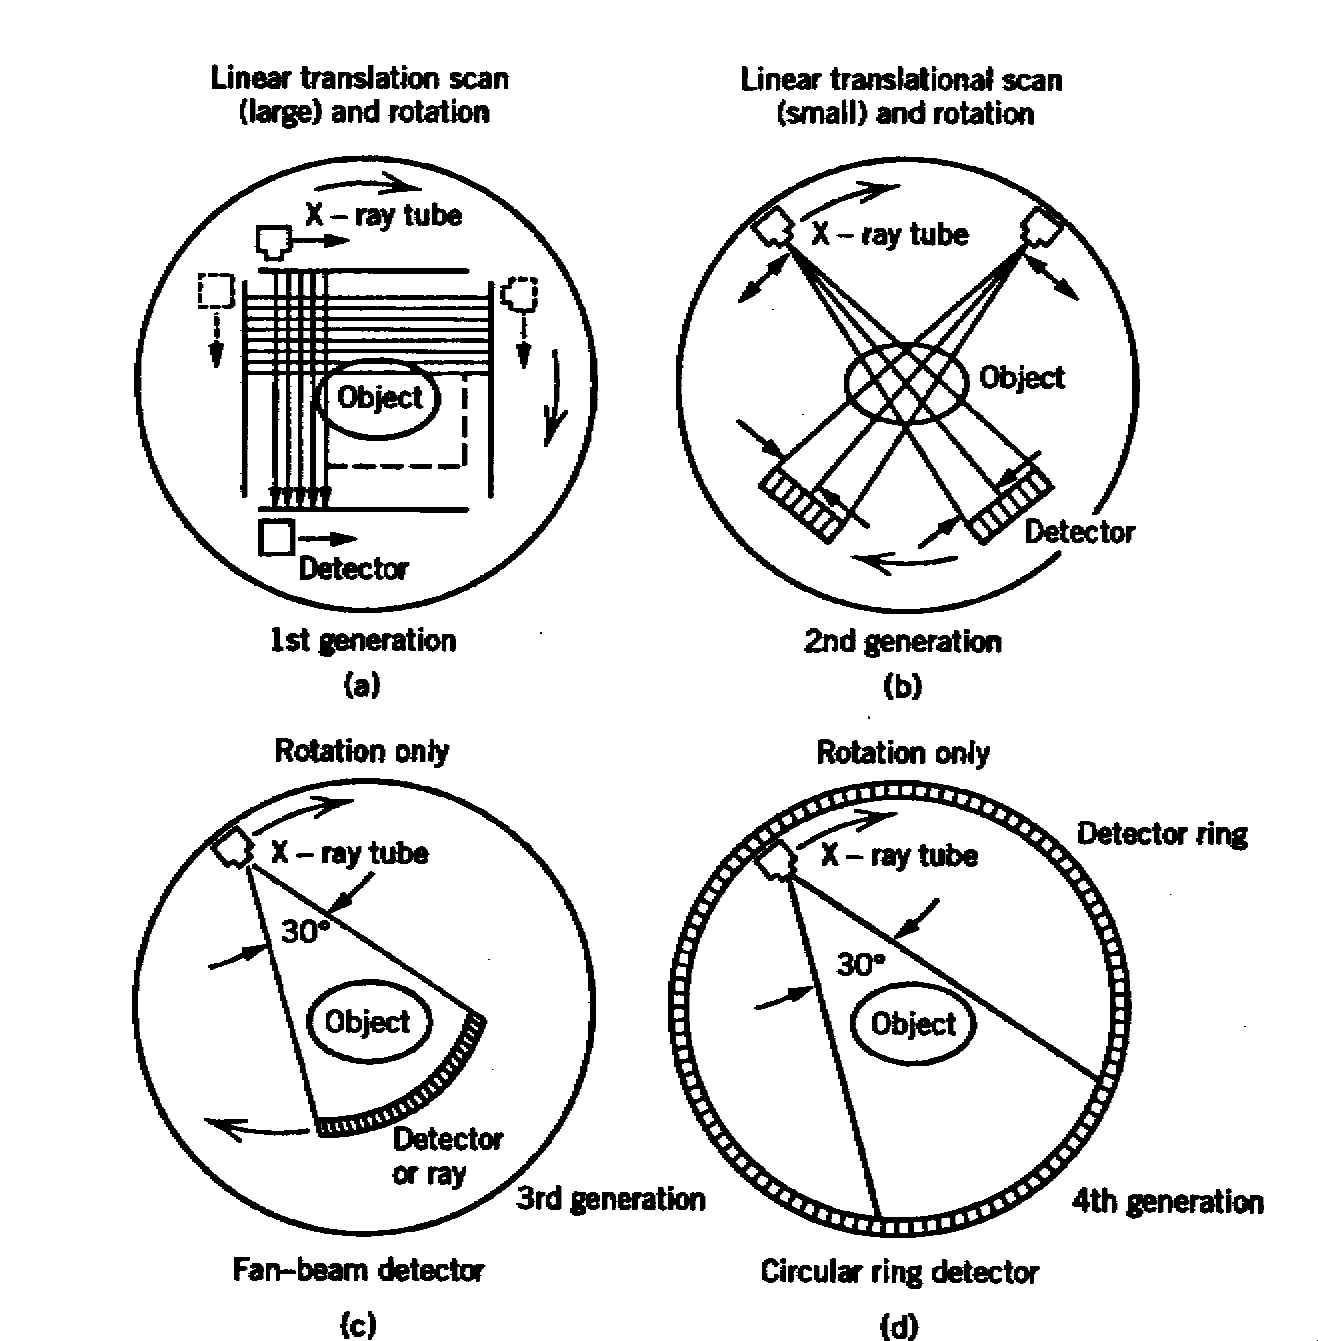 Linear translation scan
(large) and rotation
X – ray tube
Object
Detector
1st generation
(a)
Linear translational scan
(small) and rotation
X – ray tube
Object
Detector
2nd generation
(b)
Rotation only
X – ray tube
30°
Object
Detector
or ray
3rd generation
Fan–beam detector
(c)
Rotation only
Detector ring
X – ray tube
30°
Object
4th generation
Circular ring detector
(d)